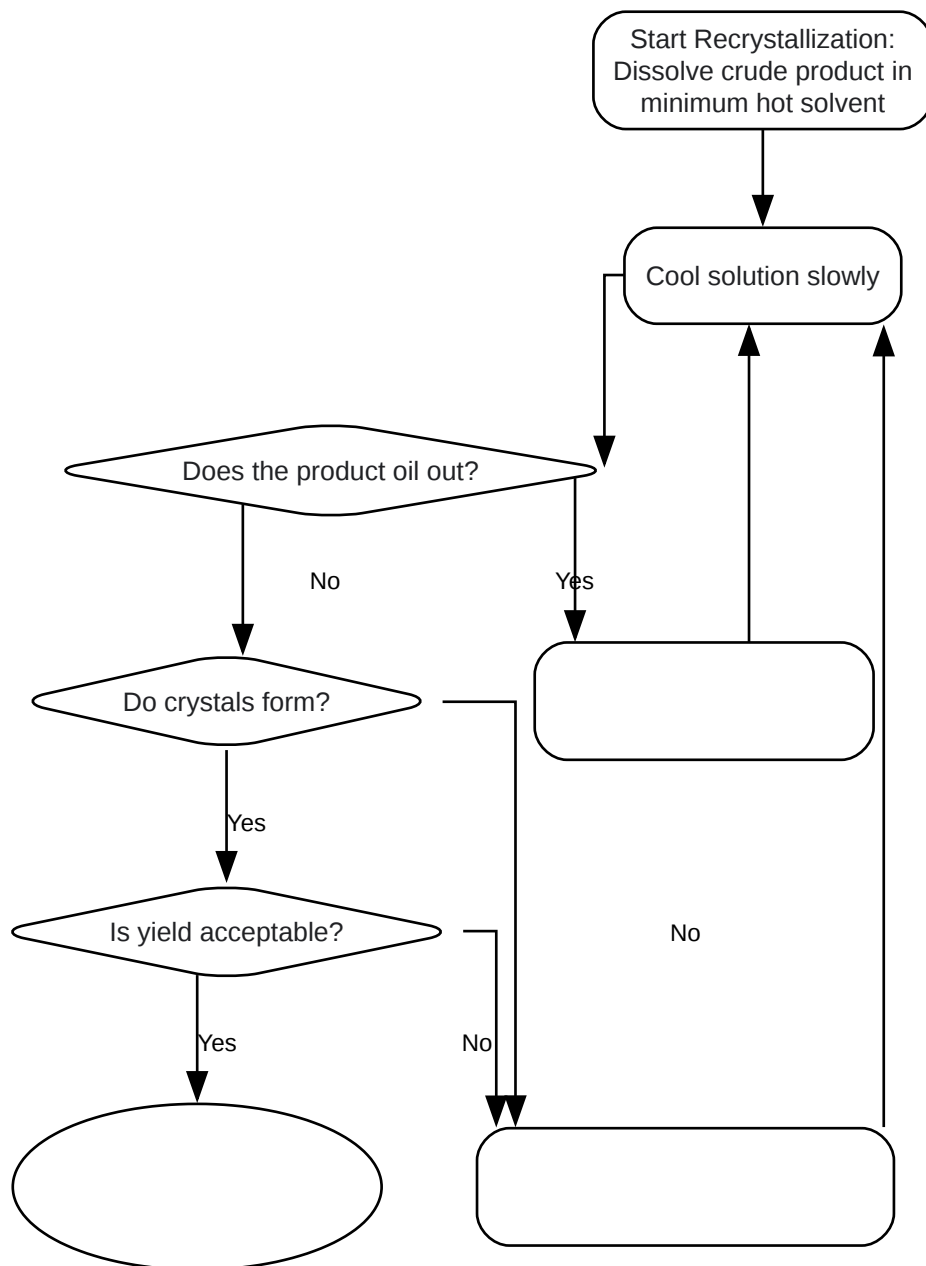 Start Recrystallization:
Dissolve crude product in
minimum hot solvent
Cool solution slowly
Does the product oil out?
No
Yes
Do crystals form?
Yes
Is yield acceptable?
No
Yes
No